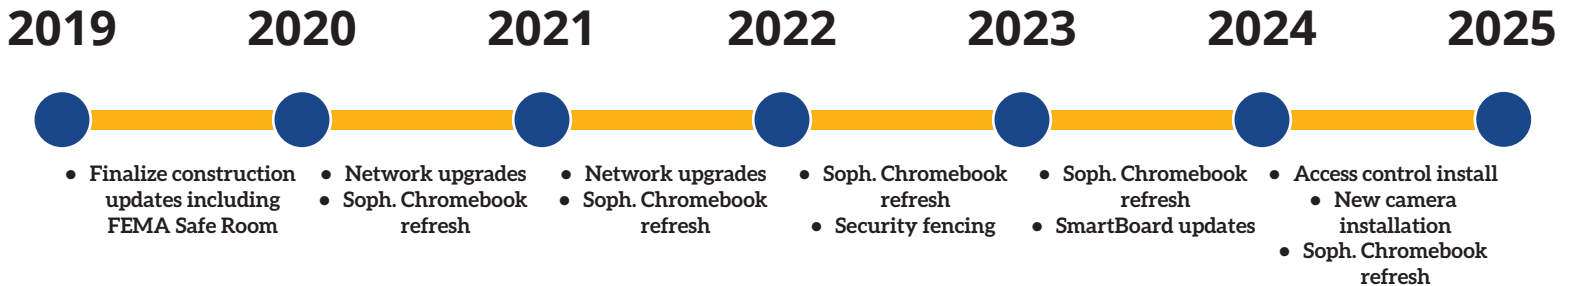 2019 2020 2021 2022 2023 2024 2025
● Finalize construction
updates including
FEMA Safe Room
● Network upgrades
● Soph. Chromebook
refresh
● Network upgrades
● Soph. Chromebook
refresh
● Soph. Chromebook
refresh
● Security fencing
● Soph. Chromebook
refresh
● SmartBoard updates
● Access control install
● New camera
installation
● Soph. Chromebook
refresh